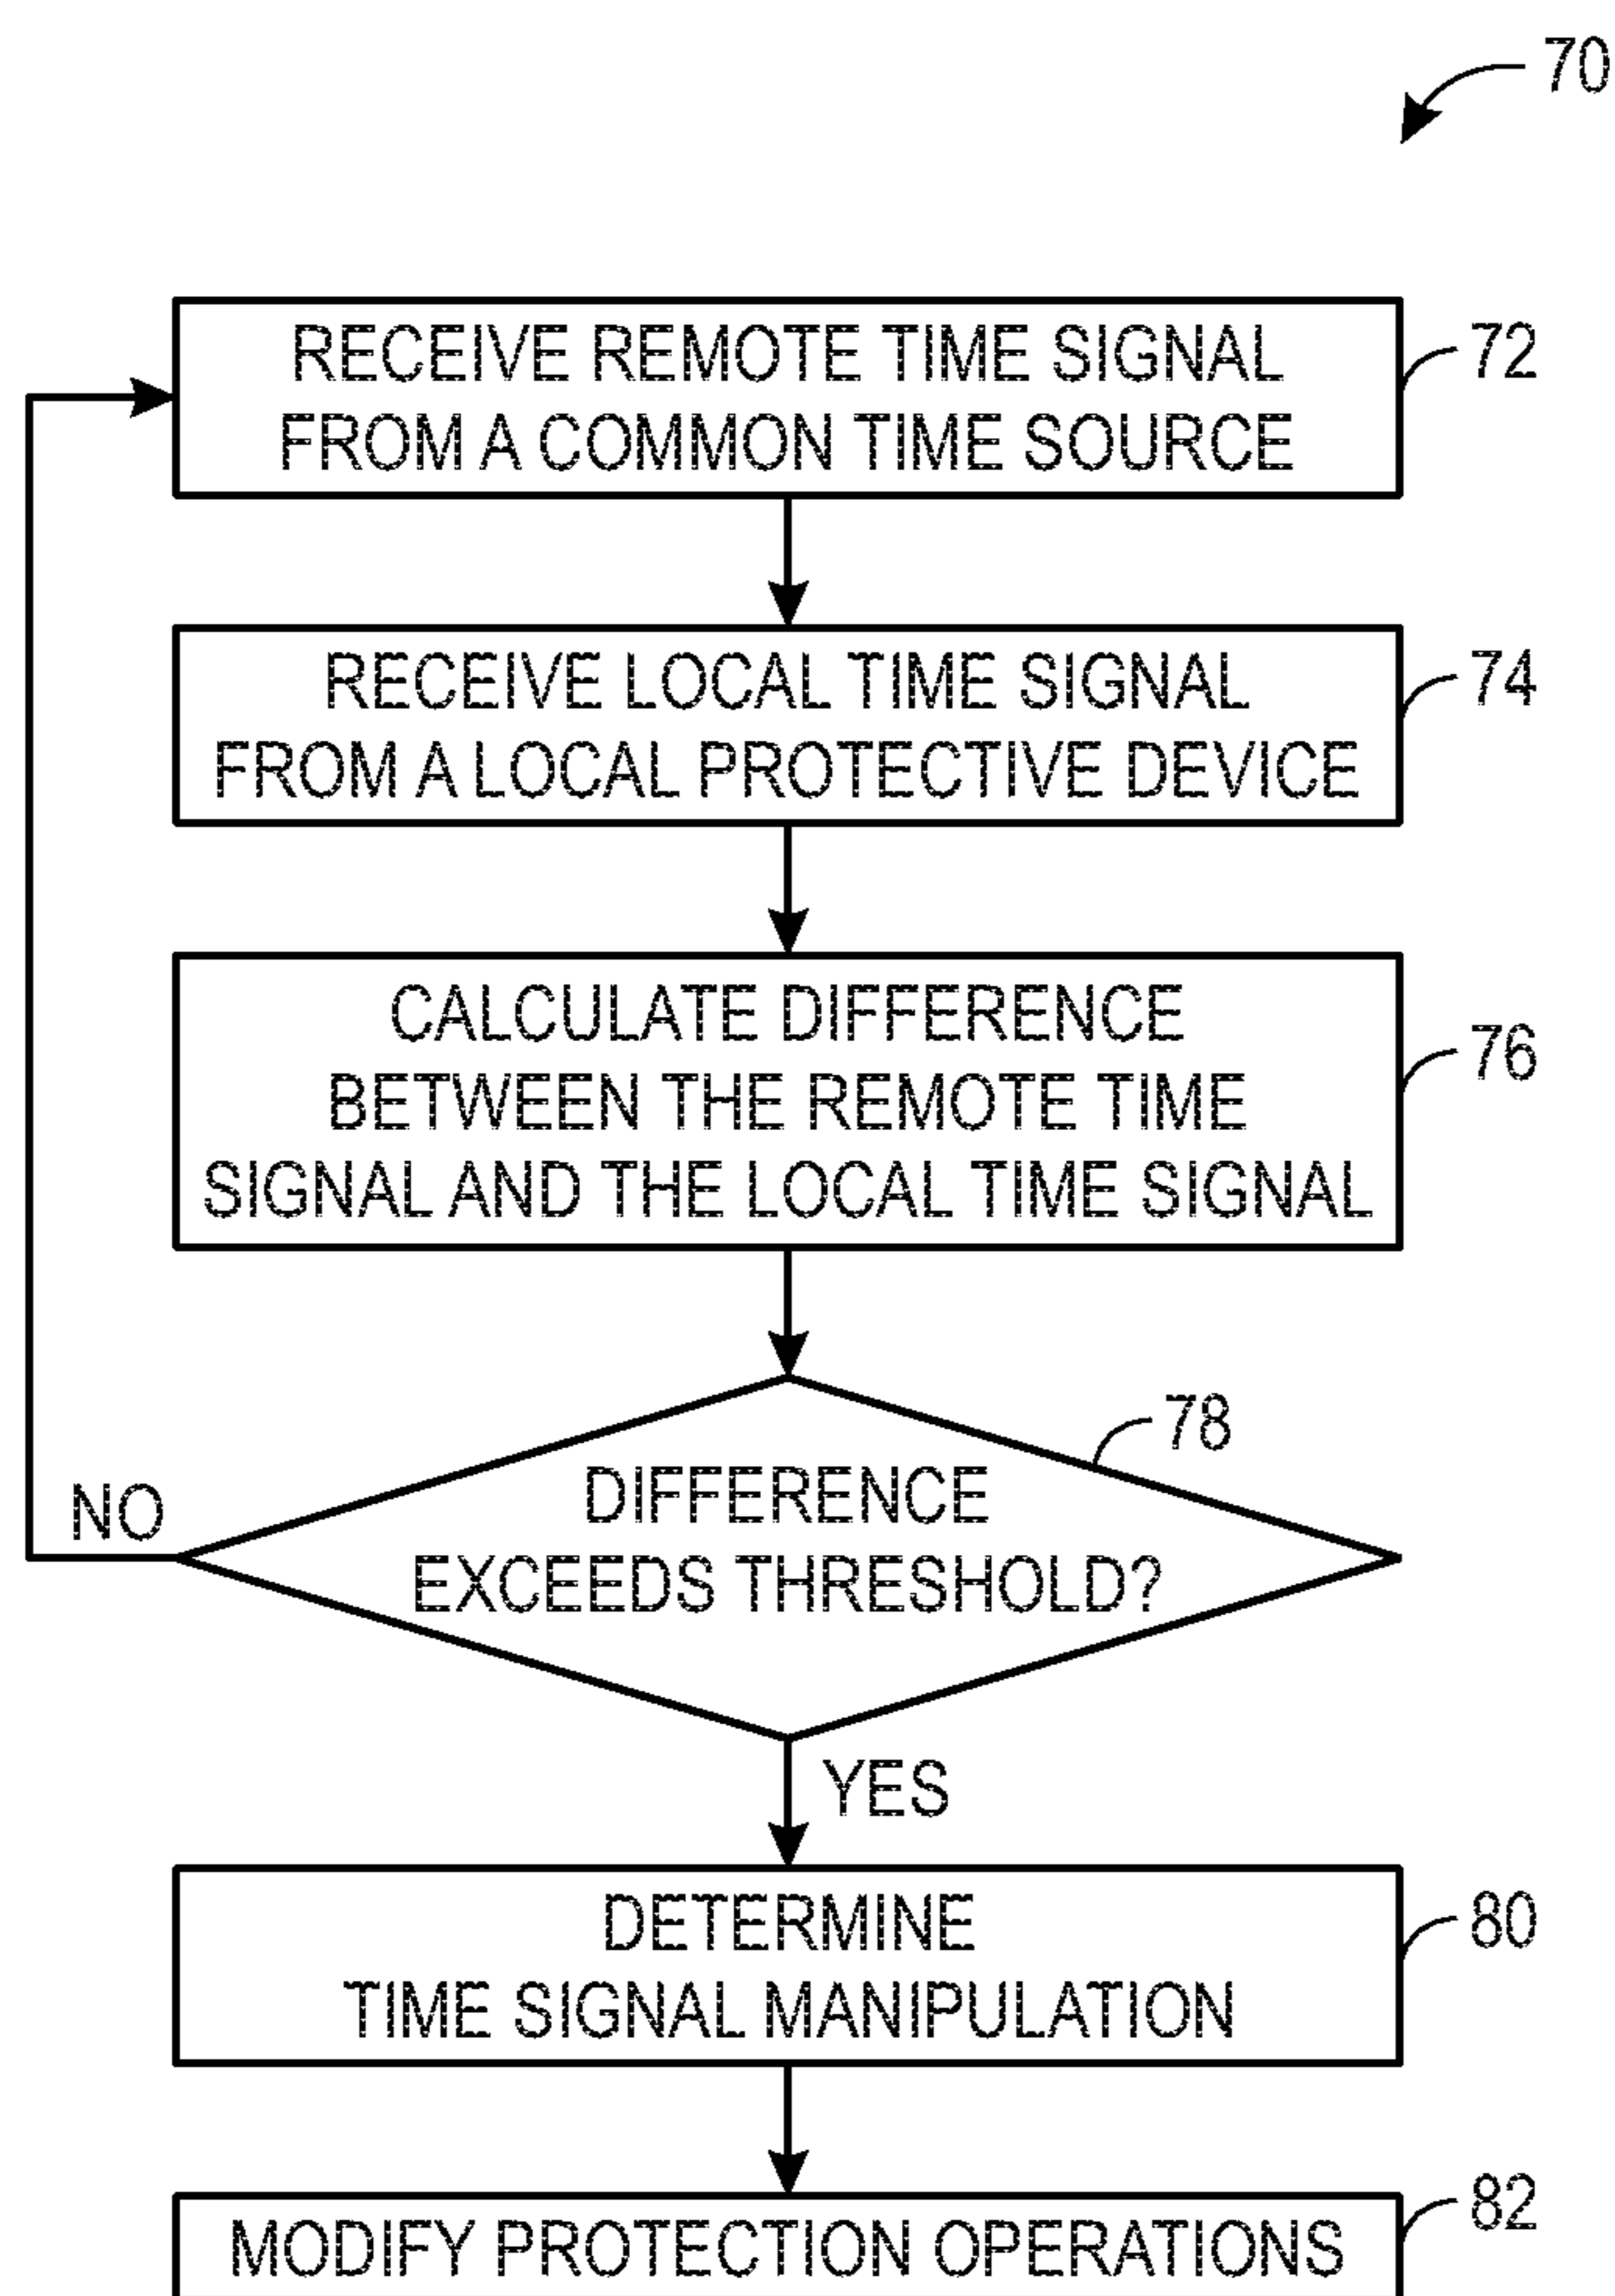 70
RECEIVE REMOTE TIME SIGNAL
FROM A COMMON TIME SOURCE
72
RECEIVE LOCAL TIME SIGNAL
FROM A LOCAL PROTECTIVE DEVICE
74
CALCULATE DIFFERENCE
BETWEEN THE REMOTE TIME
SIGNAL AND THE LOCAL TIME SIGNAL
76
DIFFERENCE
EXCEEDS THRESHOLD?
78
NO
YES
DETERMINE
TIME SIGNAL MANIPULATION
80
MODIFY PROTECTION OPERATIONS
82